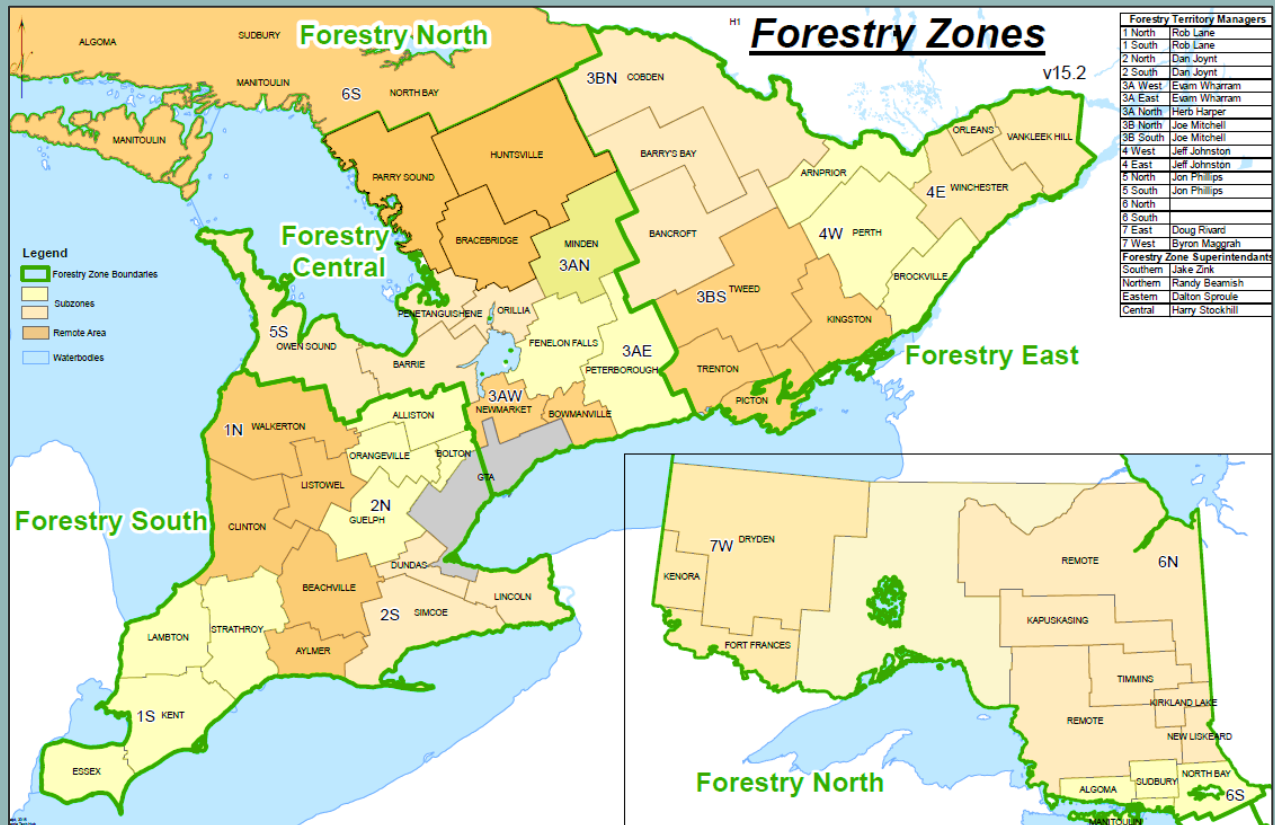 Forestry Zones
H1
v15.2
Forestry Territory Managers
1 North Rob Lane
1 South Rob Lane
2 North Dan Joynt
2 South Dan Joynt
3A West Evam Wharram
3A East Evam Wharram
3A North Herb Harper
3B North Joe Mitchell
3B South Joe Mitchell
4 West Jeff Johnston
4 East Jeff Johnston
5 North Jon Phillips
5 South Jon Phillips
6 North
6 South
7 East Doug Rivard
7 West Byron Maggrah
Forestry Zone Superintendants
Southern Jake Zink
Northern Randy Beamish
Eastern Dalton Sproule
Central Harry Stockhill
ALGOMA
SUDBURY
Forestry North
MANITOULIN
6S
NORTH BAY
MANITOULIN
3BN
COBDEN
ORLEANS
VANKLEEK HILL
HUNTSVILLE
BARRY'S BAY
PARRY SOUND
ARNPRIOR
4E
WINCHESTER
Forestry
Central
BRACEBRIDGE
MINDEN
3AN
BANCROFT
4W
PERTH
BROCKVILLE
Legend
Forestry Zone Boundaries
Subzones
Remote Area
Waterbodies
3BS
TWEED
PENETANGUISHENE
ORILLIA
KINGSTON
5S
OWEN SOUND
FENELON FALLS
3AE
Forestry East
BARRIE
PETERBOROUGH
TRENTON
3AW
NEWMARKET
BOWMANVILLE
PICTON
1N
WALKERTON
ALLISTON
ORANGEVILLE
BOLTON
LISTOWEL
GTA
2N
GUELPH
Forestry South
CLINTON
DUNDAS
BEACHVILLE
LINCOLN
2S
SIMCOE
LAMBTON
STRATHROY
AYLMER
1S
KENT
ESSEX
7W
DRYDEN
REMOTE
6N
KENORA
KAPUSKASING
FORT FRANCES
TIMMINS
KIRKLAND LAKE
REMOTE
NEW LISKEARD
Forestry North
NORTH BAY
SUDBURY
ALGOMA
6S
MANITOULIN